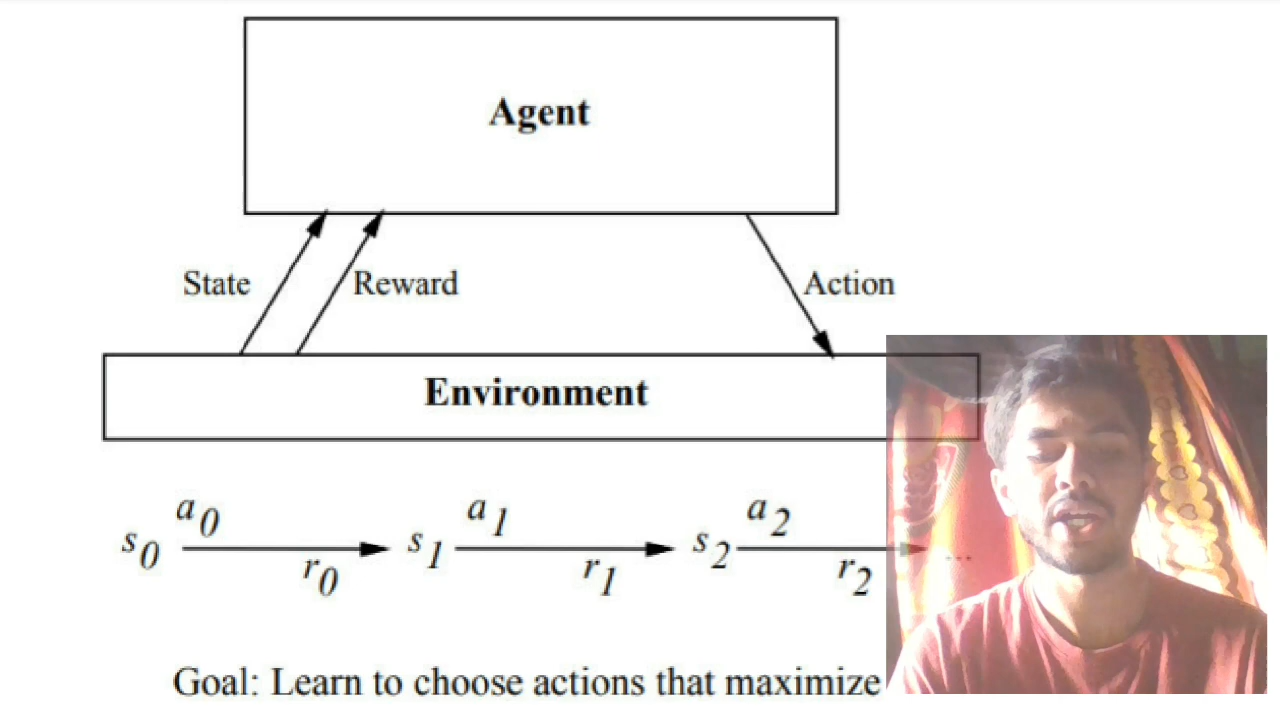 Agent
State Reward Action
Environment
a0 a1 a2
s0 s1 s2 ...
r0 r1 r2
Goal: Learn to choose actions that maximize